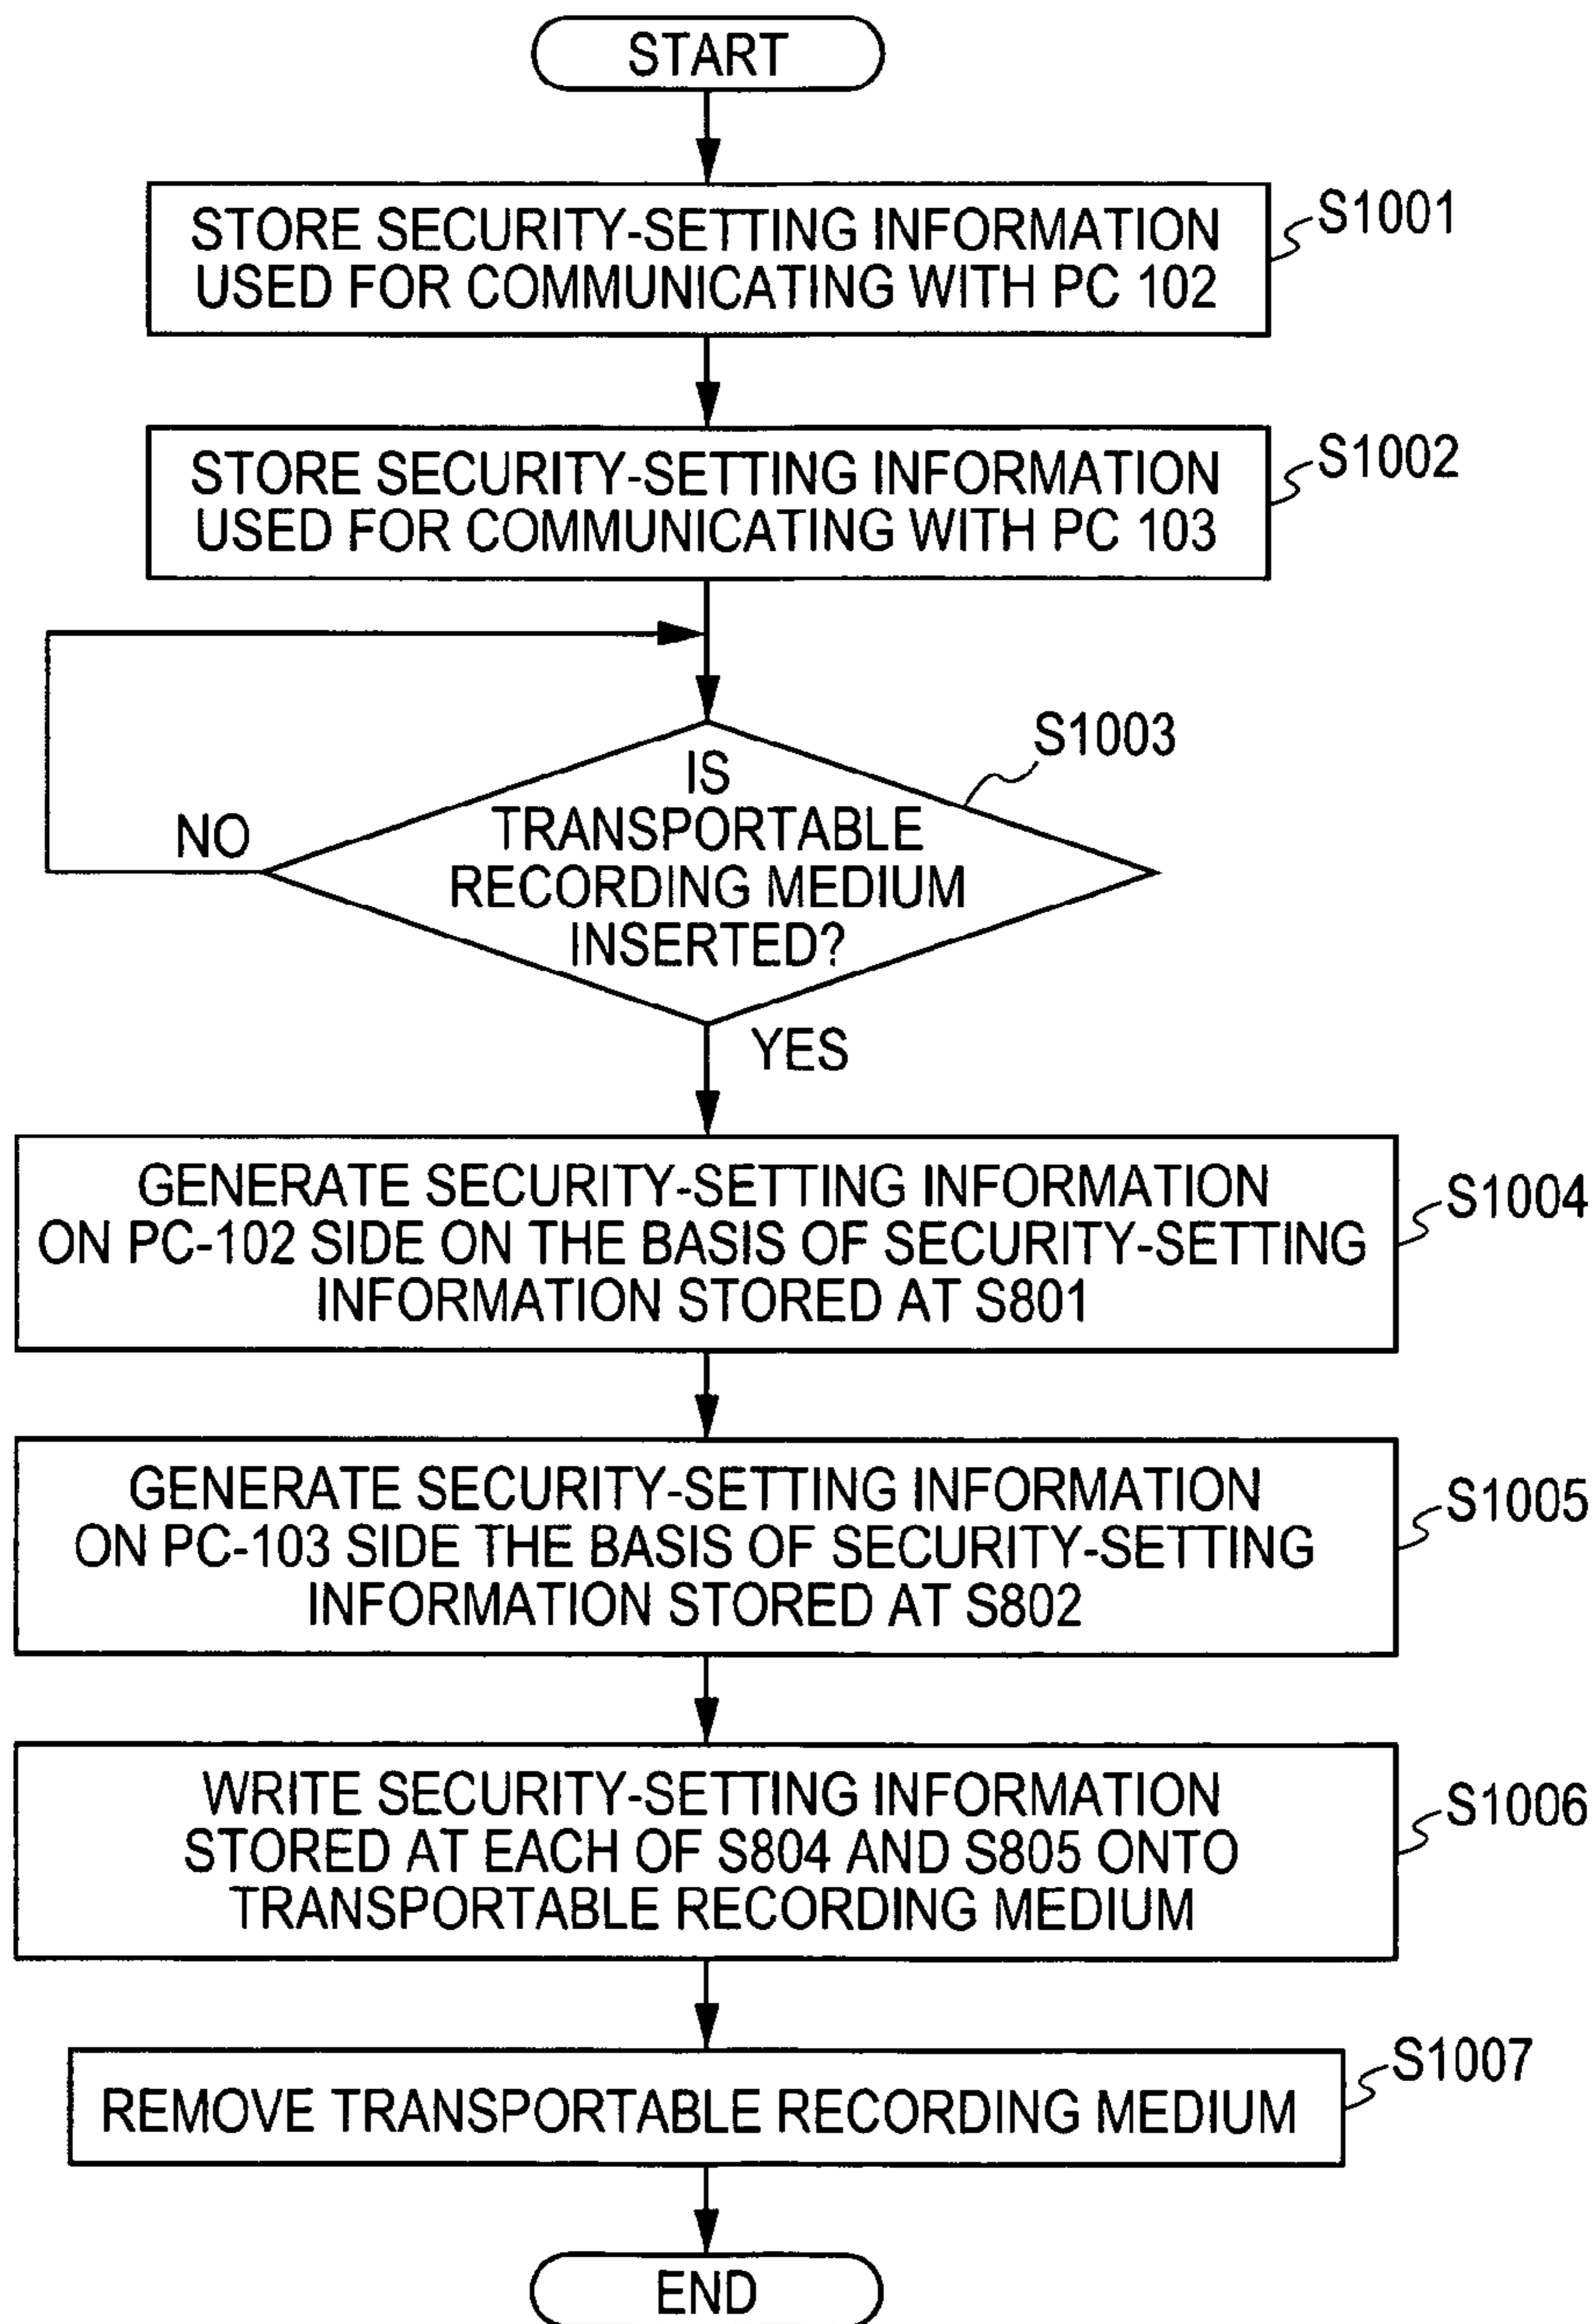 START
STORE SECURITY-SETTING INFORMATION
USED FOR COMMUNICATING WITH PC 102
S1001
STORE SECURITY-SETTING INFORMATION
USED FOR COMMUNICATING WITH PC 103
S1002
S1003
IS
TRANSPORTABLE
RECORDING MEDIUM
INSERTED?
NO
YES
GENERATE SECURITY-SETTING INFORMATION
ON PC-102 SIDE ON THE BASIS OF SECURITY-SETTING
INFORMATION STORED AT S801
S1004
GENERATE SECURITY-SETTING INFORMATION
ON PC-103 SIDE THE BASIS OF SECURITY-SETTING
INFORMATION STORED AT S802
S1005
WRITE SECURITY-SETTING INFORMATION
STORED AT EACH OF S804 AND S805 ONTO
TRANSPORTABLE RECORDING MEDIUM
S1006
REMOVE TRANSPORTABLE RECORDING MEDIUM
S1007
END